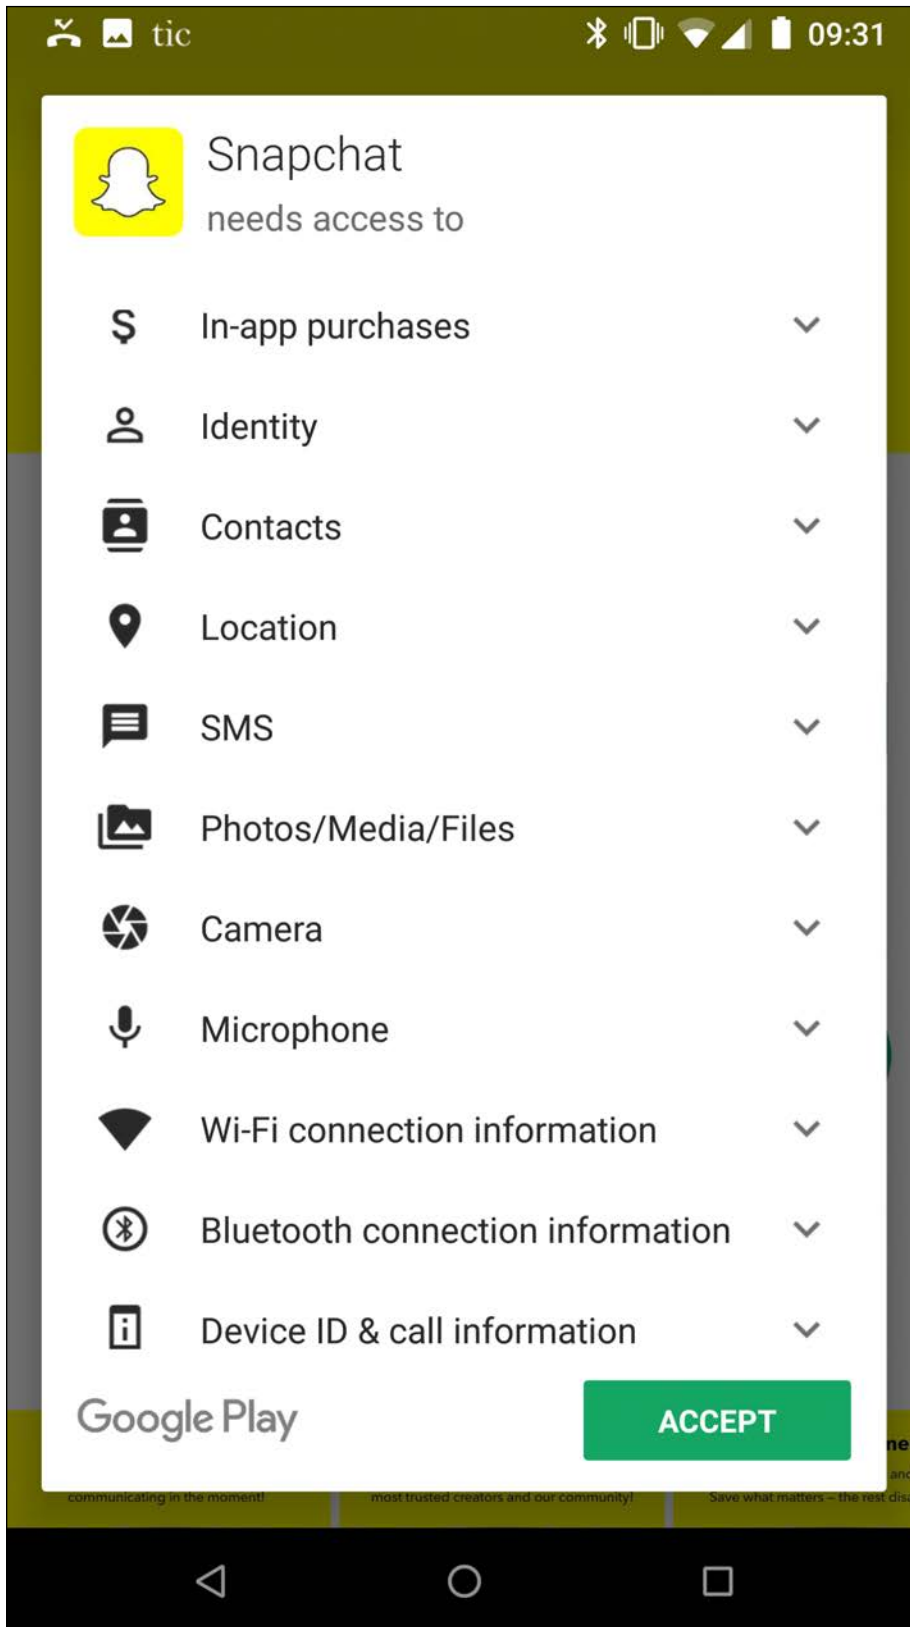 tic 09:31
Snapchat
needs access to
In-app purchases
Identity
Contacts
Location
SMS
Photos/Media/Files
Camera
Microphone
Wi-Fi connection information
Bluetooth connection information
Device ID & call information
Google Play
ACCEPT
communicating in the moment! most trusted creators and our community! Save what matters – the rest